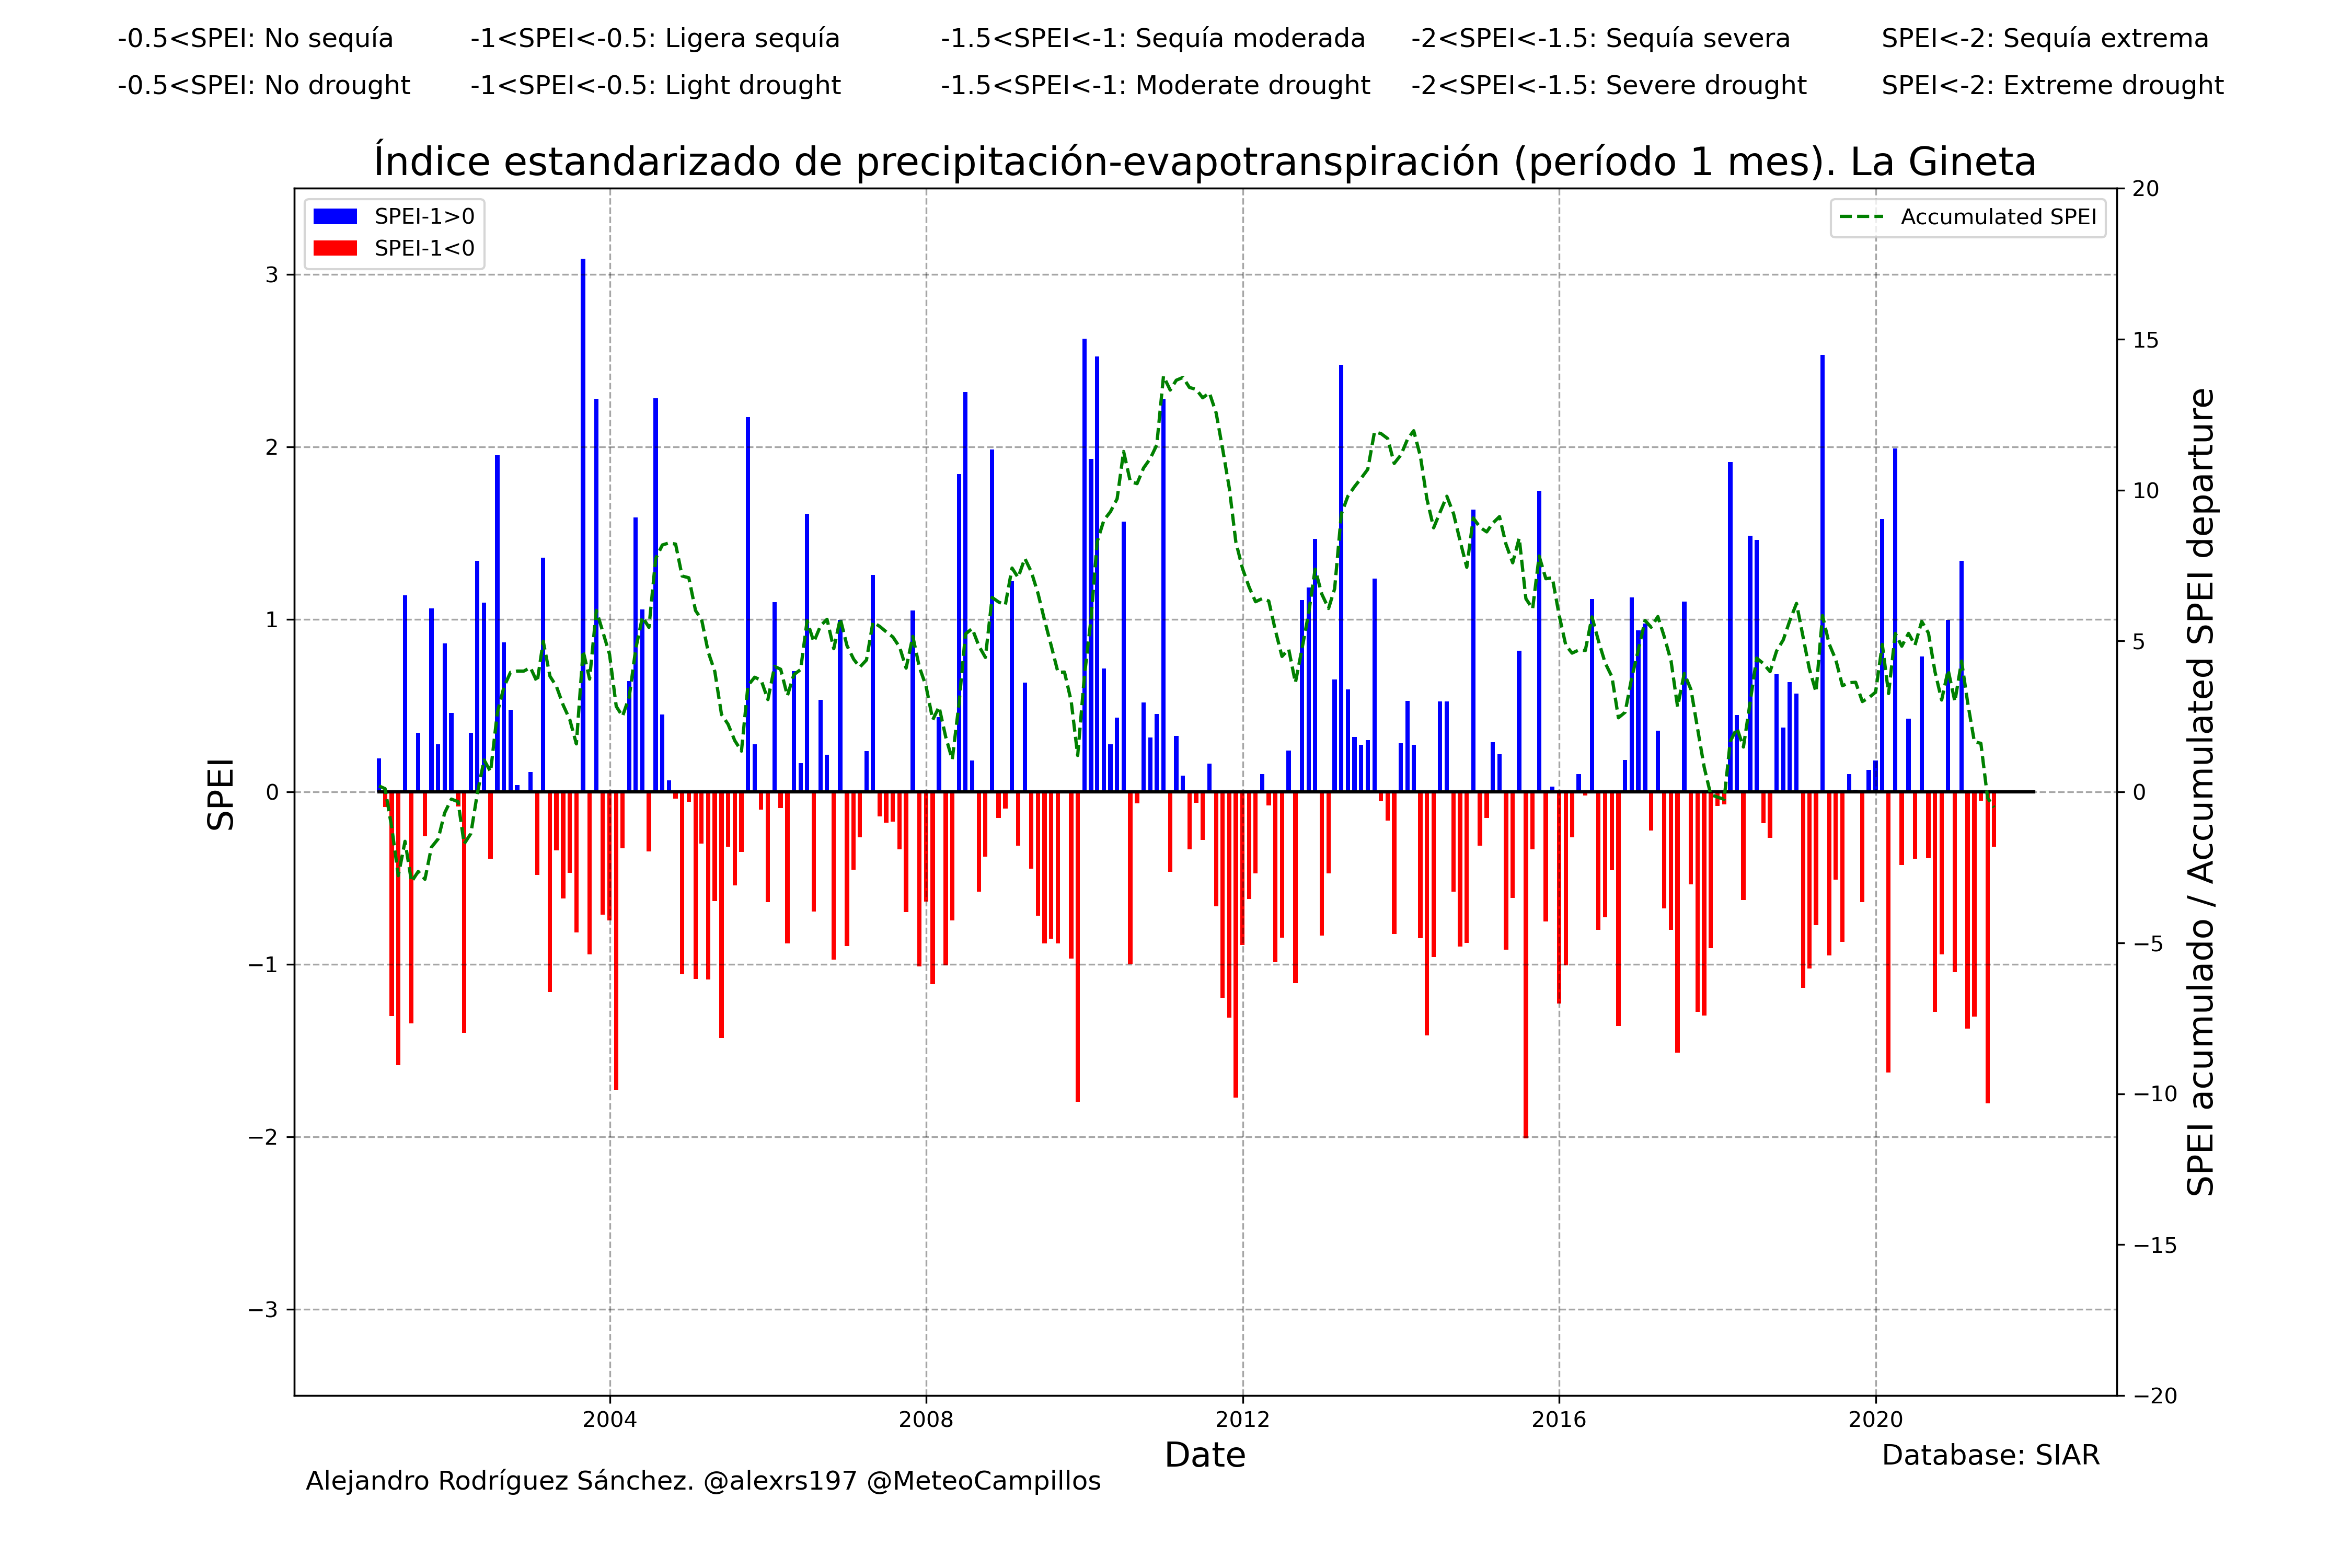 -0.5<SPEI: No sequía -1<SPEI<-0.5: Ligera sequía -1.5<SPEI<-1: Sequía moderada -2<SPEI<-1.5: Sequía severa SPEI<-2: Sequía extrema
-0.5<SPEI: No drought -1<SPEI<-0.5: Light drought -1.5<SPEI<-1: Moderate drought -2<SPEI<-1.5: Severe drought SPEI<-2: Extreme drought
Índice estandarizado de precipitación-evapotranspiración (período 1 mes). La Gineta
SPEI-1>0
SPEI-1<0
Accumulated SPEI
SPEI
3
2
1
0
−1
−2
−3
20
15
10
5
0
−5
−10
−15
−20
SPEI acumulado / Accumulated SPEI departure
2004 2008 2012 2016 2020
Date
Database: SIAR
Alejandro Rodríguez Sánchez. @alexrs197 @MeteoCampillos